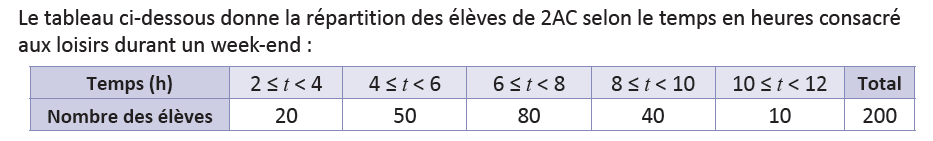 Le tableau ci-dessous donne la répartition des élèves de 2AC selon le temps en heures consacré
aux loisirs durant un week-end :
Temps (h) 2 ≤ t < 4 4 ≤ t < 6 6 ≤ t < 8 8 ≤ t < 10 10 ≤ t < 12 Total
Nombre des élèves 20 50 80 40 10 200